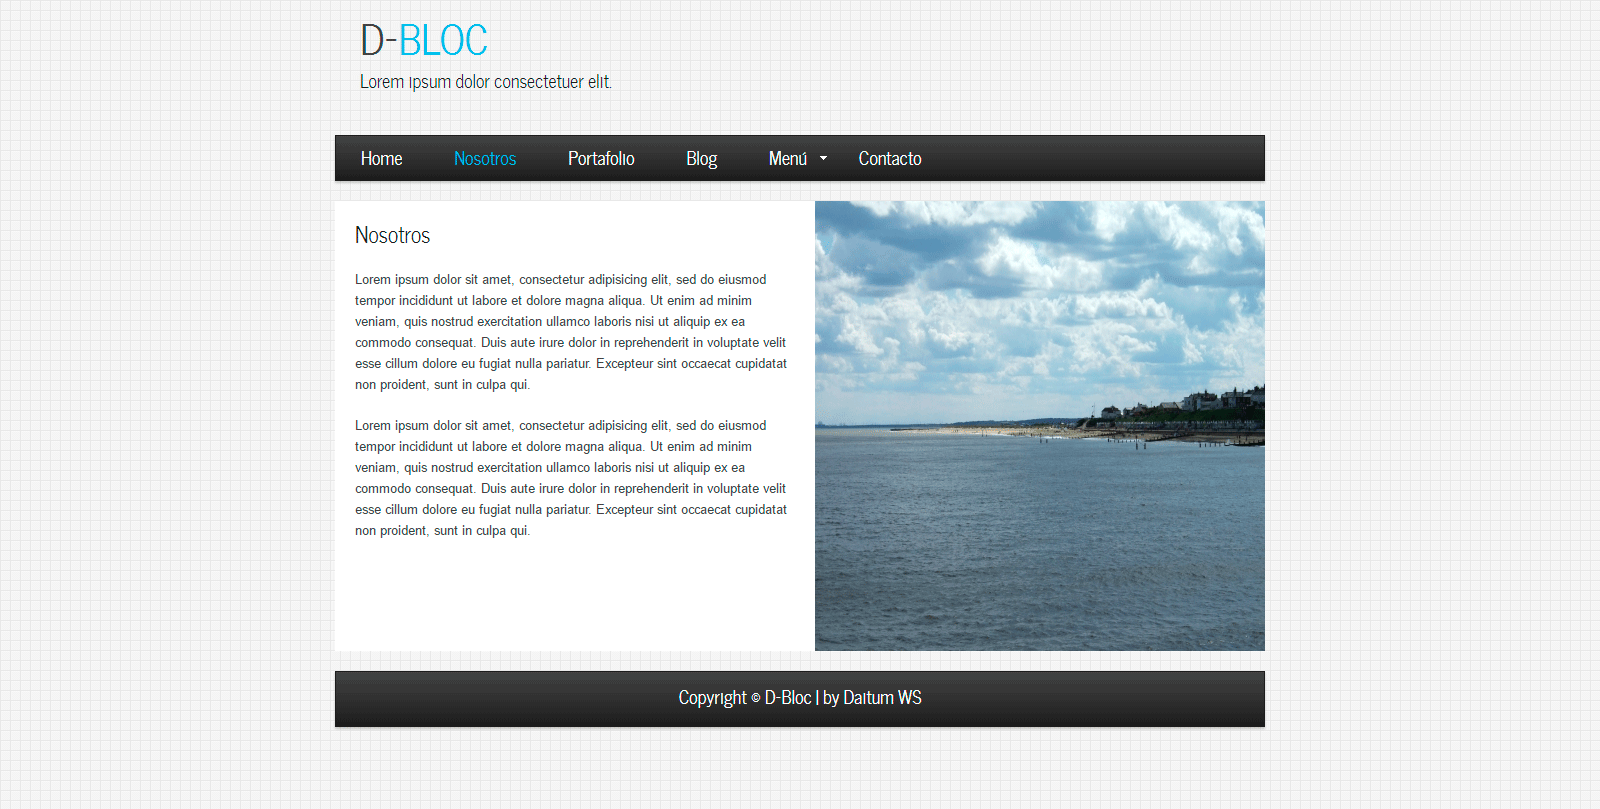 D-BLOC
Lorem ipsum dolor consectetuer elit.
Home Nosotros Portafolio Blog Menú Contacto
Nosotros
Lorem ipsum dolor sit amet, consectetur adipisicing elit, sed do eiusmod
tempor incididunt ut labore et dolore magna aliqua. Ut enim ad minim
veniam, quis nostrud exercitation ullamco laboris nisi ut aliquip ex ea
commodo consequat. Duis aute irure dolor in reprehenderit in voluptate velit
esse cillum dolore eu fugiat nulla pariatur. Excepteur sint occaecat cupidatat
non proident, sunt in culpa qui.
Lorem ipsum dolor sit amet, consectetur adipisicing elit, sed do eiusmod
tempor incididunt ut labore et dolore magna aliqua. Ut enim ad minim
veniam, quis nostrud exercitation ullamco laboris nisi ut aliquip ex ea
commodo consequat. Duis aute irure dolor in reprehenderit in voluptate velit
esse cillum dolore eu fugiat nulla pariatur. Excepteur sint occaecat cupidatat
non proident, sunt in culpa qui.
Copyright © D-Bloc | by Daitum WS